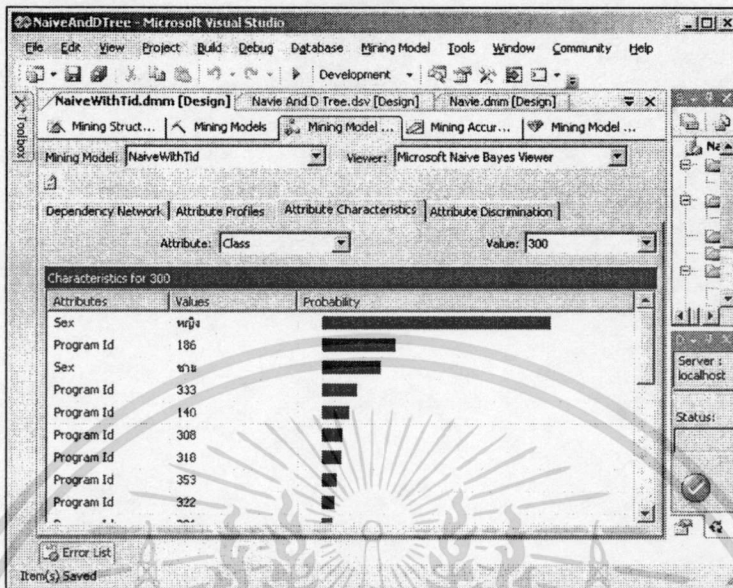 NaiveAndDTree - Microsoft Visual Studio
File Edit View Project Build Debug Database Mining Model Tools Window Community Help
Development
NaiveWithTid.dmm [Design] Navie And D Tree.dsv [Design] Navie.dmm [Design]
Toolbox
Mining Struct... Mining Models Mining Model ... Mining Accur... Mining Model ...
Mining Model: NaiveWithTid Viewer: Microsoft Naive Bayes Viewer
Dependency Network Attribute Profiles Attribute Characteristics Attribute Discrimination
Attribute: Class Value: 300
Characteristics for 300
Attributes Values Probability
Sex หญิง
Program Id 186
Sex ชาย
Program Id 333
Program Id 140
Program Id 308
Program Id 318
Program Id 353
Program Id 322
Server :
localhost
Status:
Error List
Item(s) Saved